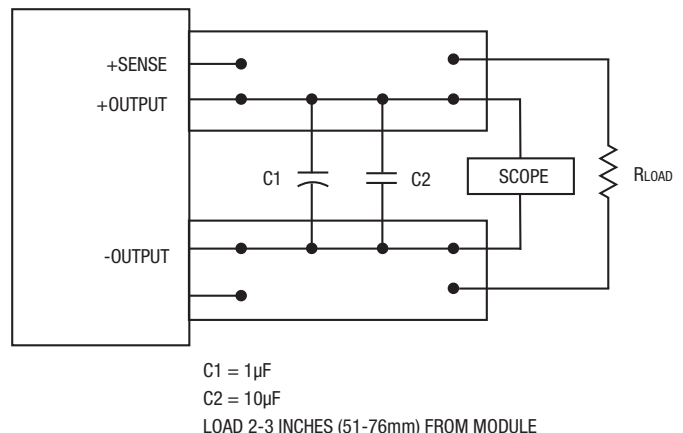 +SENSE
+OUTPUT
C1
C2
SCOPE
RLOAD
-OUTPUT
C1 = 1µF
C2 = 10µF
LOAD 2-3 INCHES (51-76mm) FROM MODULE